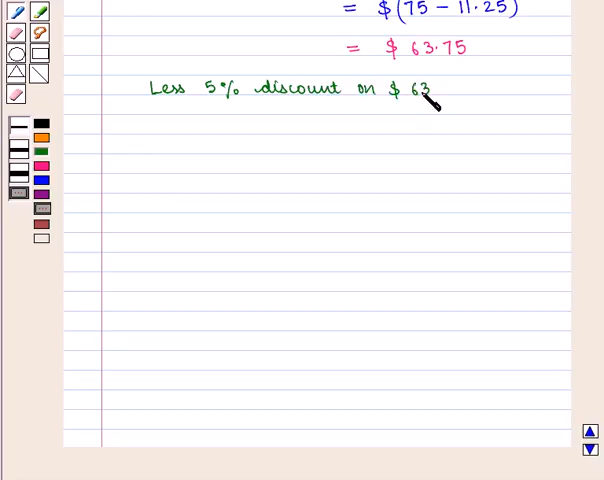 = $(75 - 11.25)
= $ 63.75
Less 5% discount on $ 63